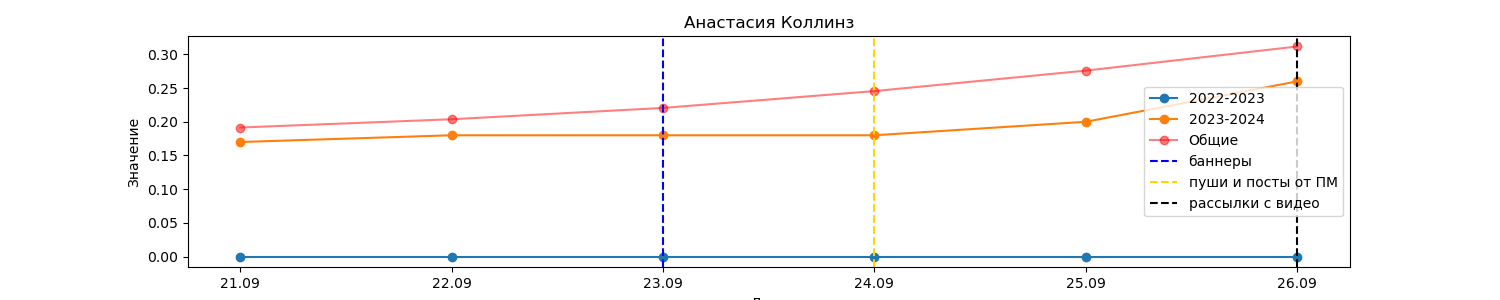 Анастасия Коллинз
Значение
0.30
0.25
0.20
0.15
0.10
0.05
0.00
2022-2023
2023-2024
Общие
баннеры
пуши и посты от ПМ
рассылки с видео
21.09 22.09 23.09 24.09 25.09 26.09